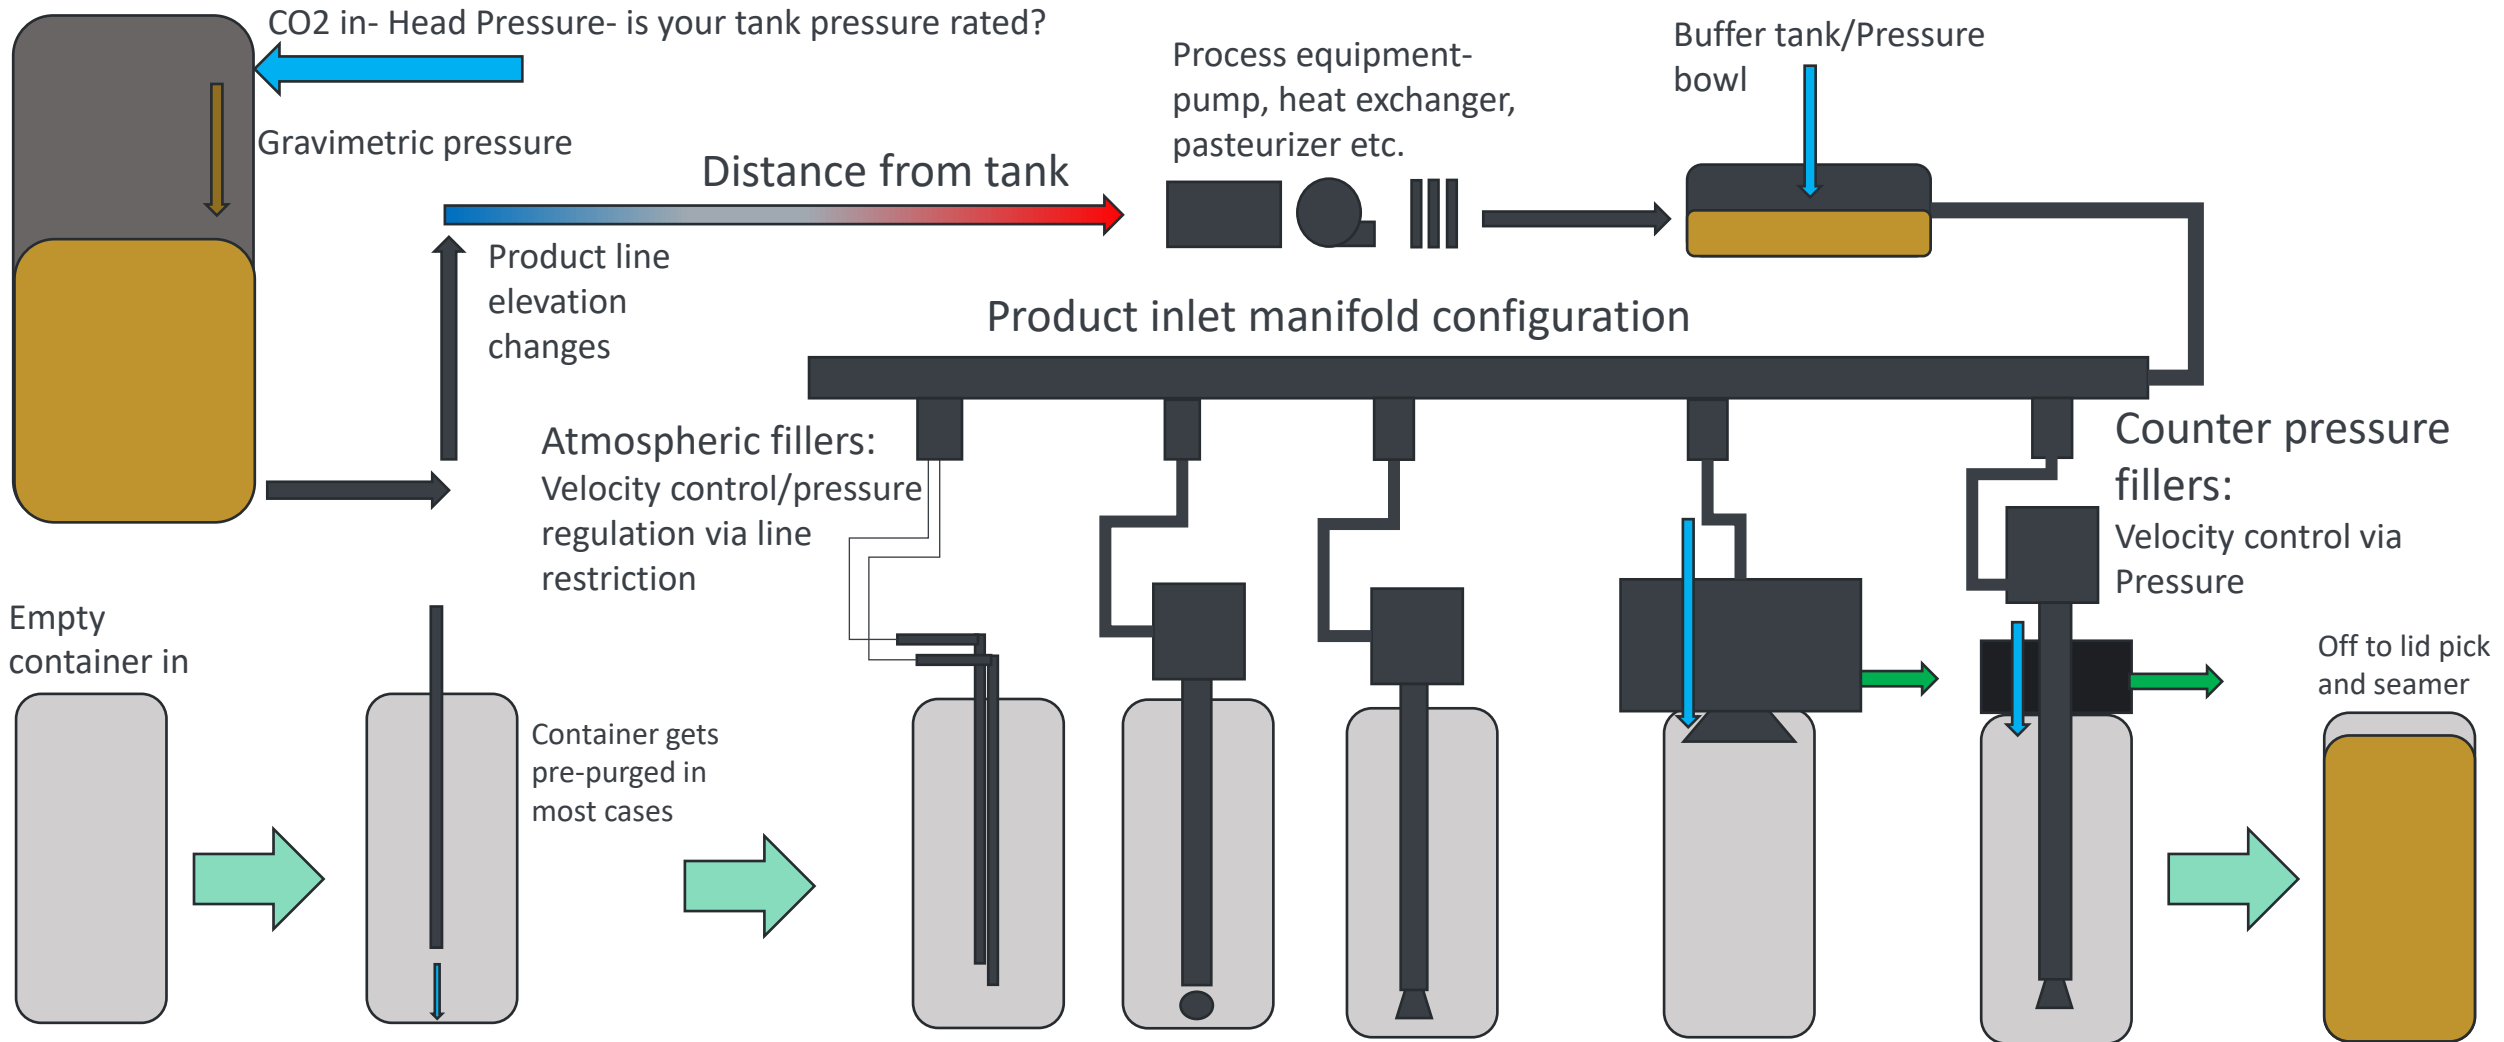 CO2 in- Head Pressure- is your tank pressure rated?
Gravimetric pressure
Distance from tank
Process equipment-
pump, heat exchanger,
pasteurizer etc.
Buffer tank/Pressure
bowl
Product line
elevation
changes
Product inlet manifold configuration
Atmospheric fillers:
Velocity control/pressure
regulation via line
restriction
Counter pressure
fillers:
Velocity control via
Pressure
Empty
container in
Container gets
pre-purged in
most cases
Off to lid pick
and seamer